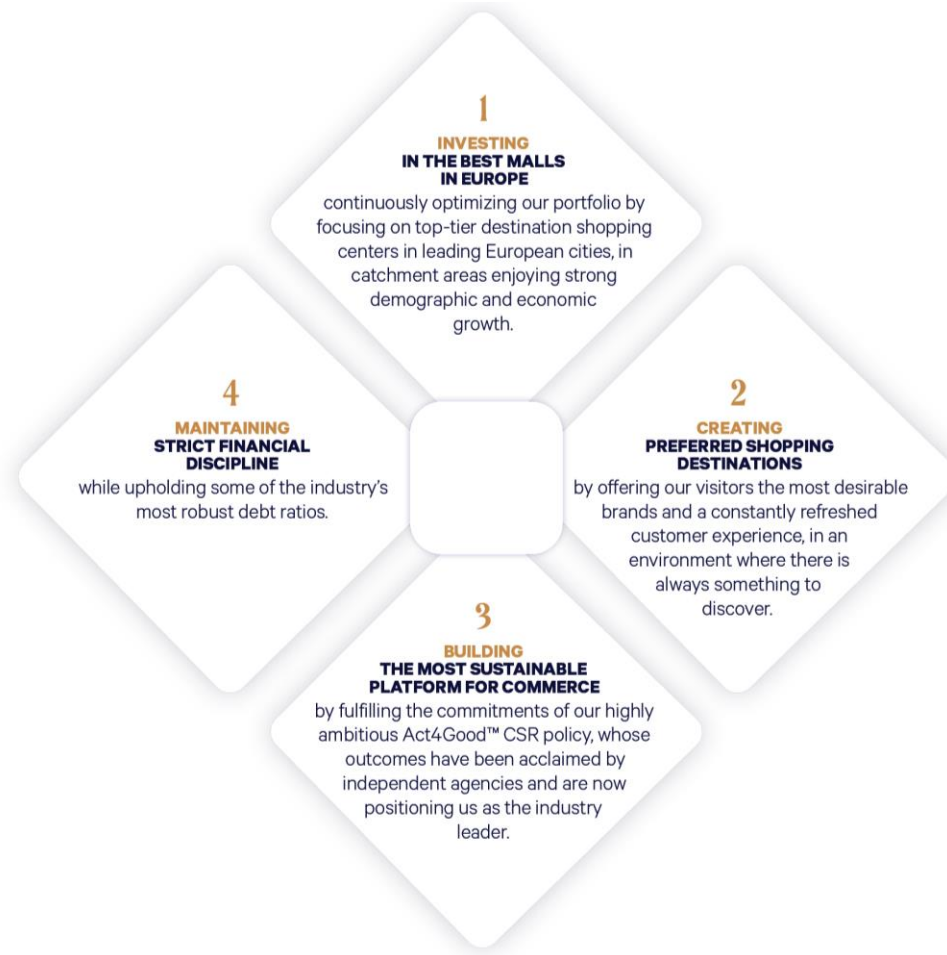 1
INVESTING
IN THE BEST MALLS
IN EUROPE
continuously optimizing our portfolio by
focusing on top-tier destination shopping
centers in leading European cities, in
catchment areas enjoying strong
demographic and economic
growth.
2
CREATING
PREFERRED SHOPPING
DESTINATIONS
by offering our visitors the most desirable
brands and a constantly refreshed
customer experience, in an
environment where there is
always something to
discover.
3
BUILDING
THE MOST SUSTAINABLE
PLATFORM FOR COMMERCE
by fulfilling the commitments of our highly
ambitious Act4Good™ CSR policy, whose
outcomes have been acclaimed by
independent agencies and are now
positioning us as the industry
leader.
4
MAINTAINING
STRICT FINANCIAL
DISCIPLINE
while upholding some of the industry’s
most robust debt ratios.